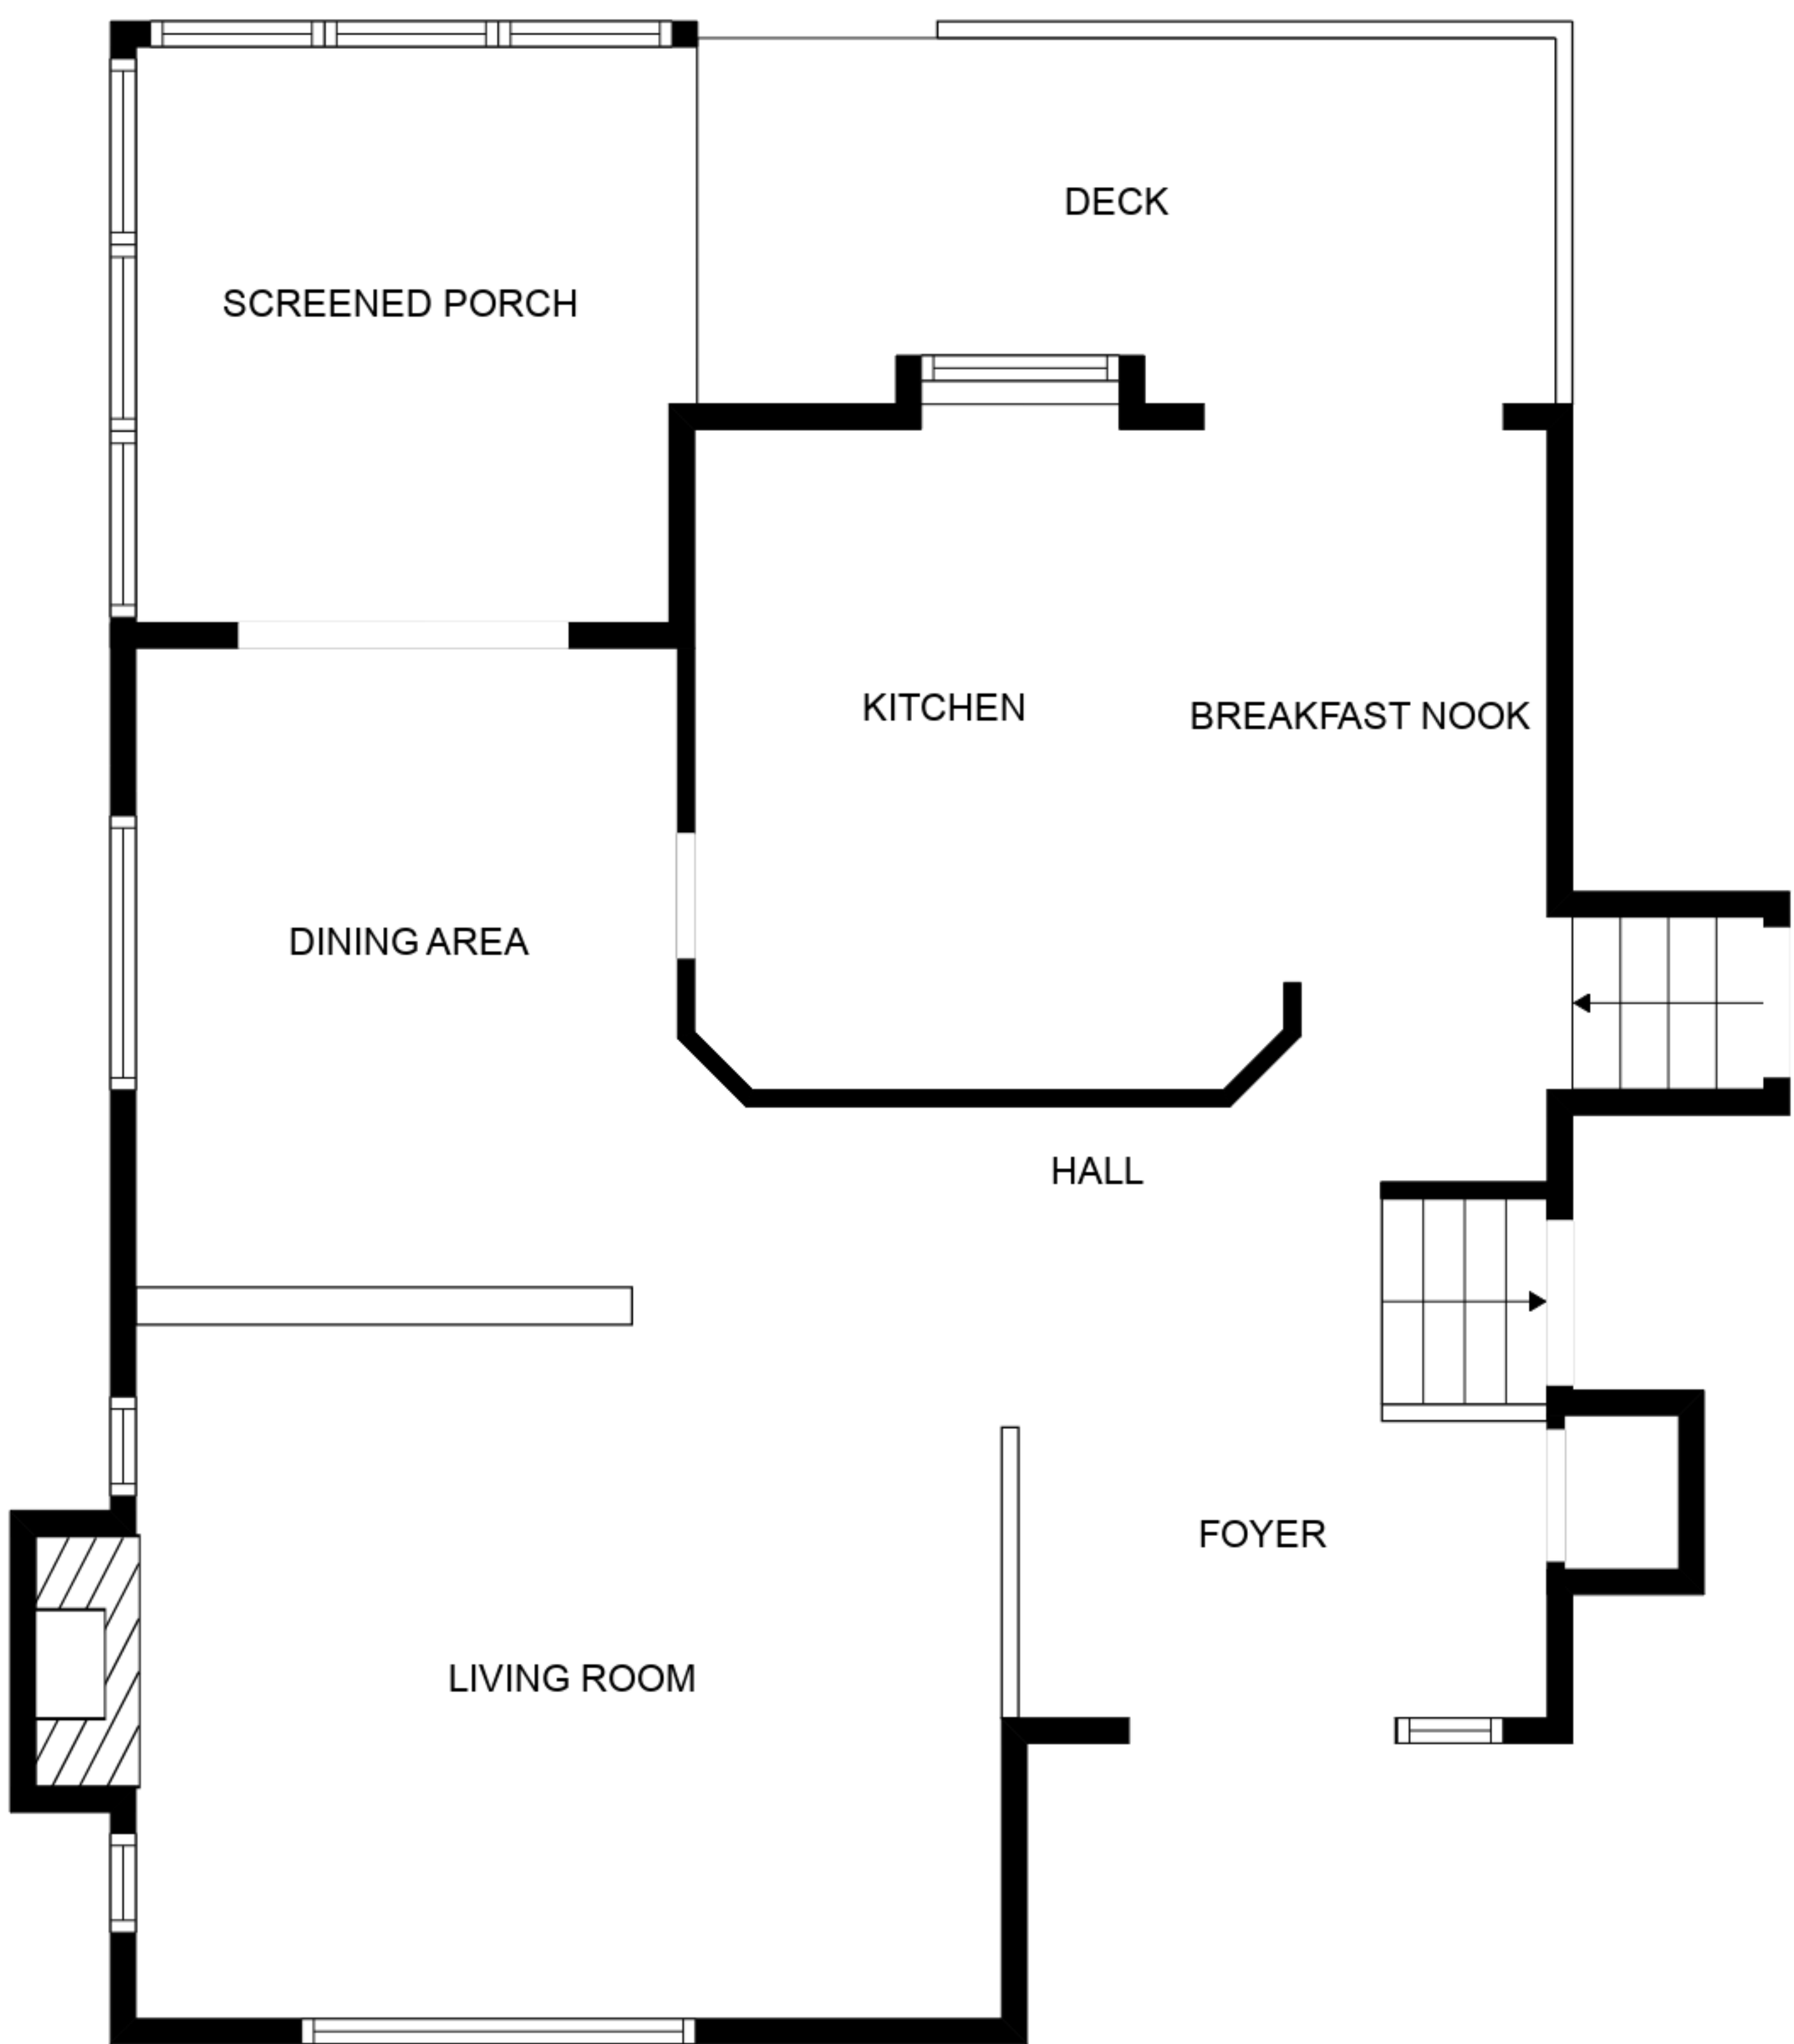 DECK
SCREENED PORCH
KITCHEN
BREAKFAST NOOK
DINING AREA
HALL
FOYER
LIVING ROOM